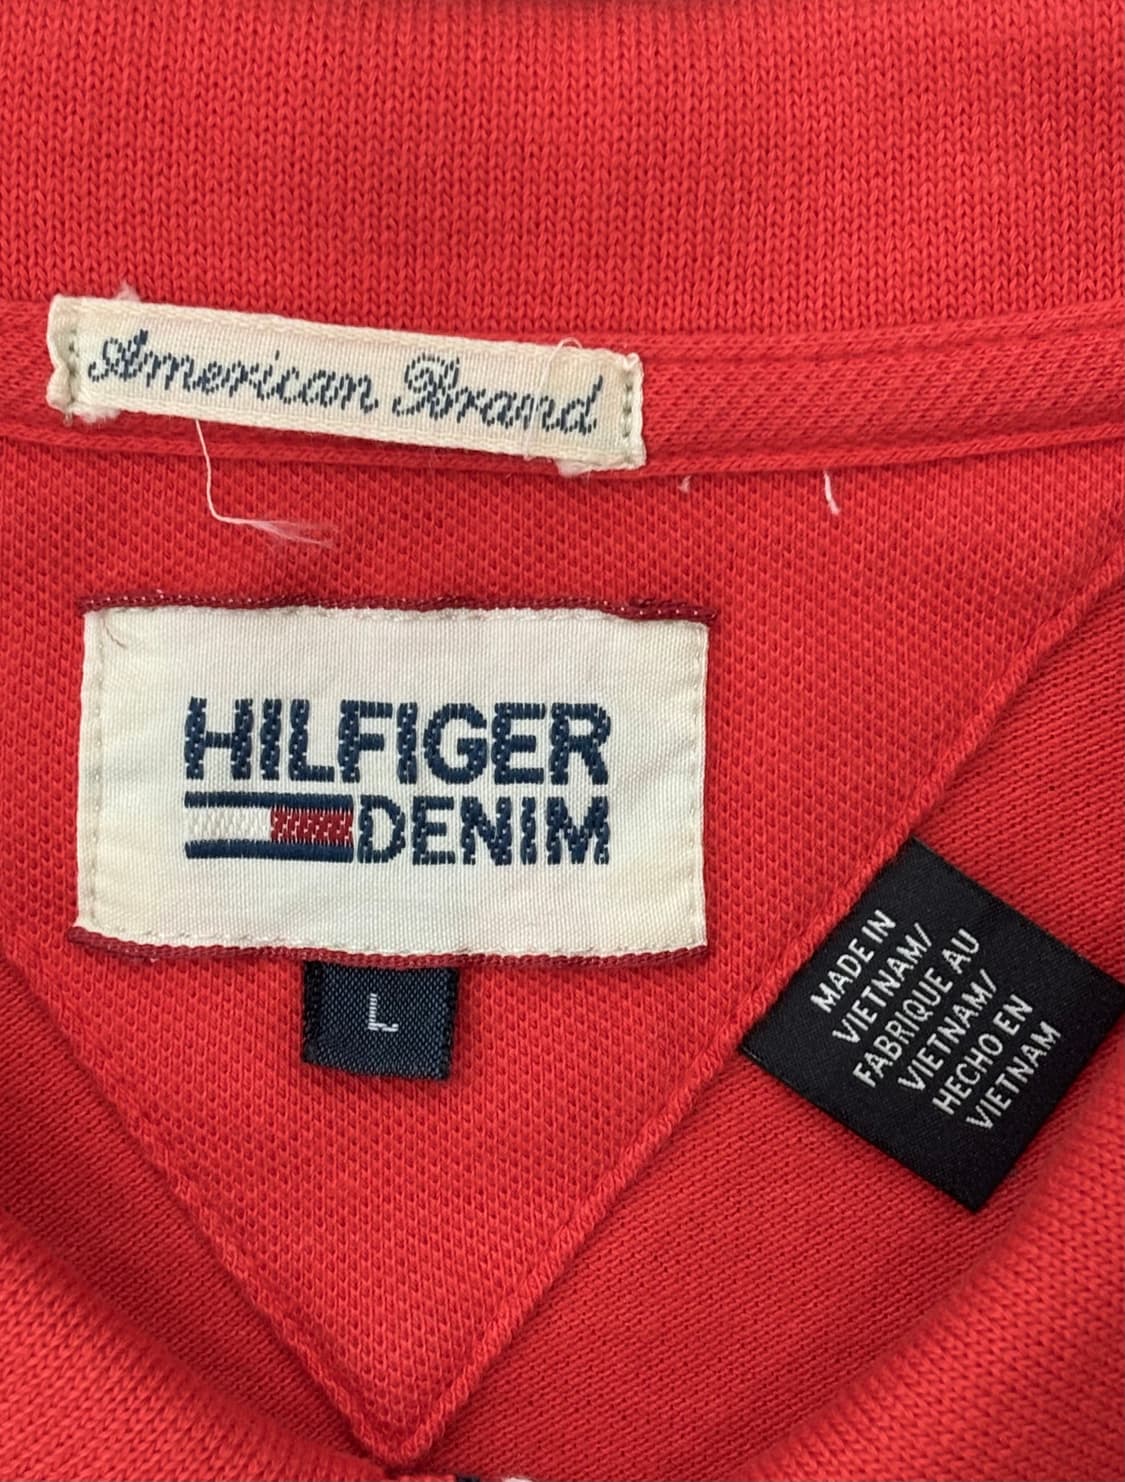 American Brand
HILFIGER
DENIM
L
MADE IN
VIETNAM/
FABRIQUE AU
VIETNAM/
HECHO EN
VIETNAM